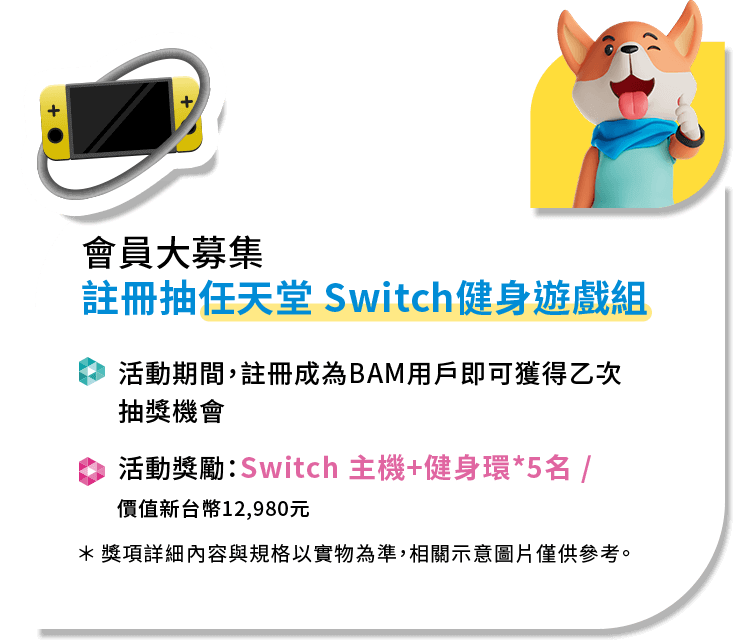 會員大募集
註冊抽任天堂 Switch健身遊戲組
活動期間，註冊成為BAM用戶即可獲得乙次
抽獎機會
活動獎勵：Switch 主機+健身環*5名 /
價值新台幣12,980元
＊ 獎項詳細內容與規格以實物為準，相關示意圖片僅供參考。